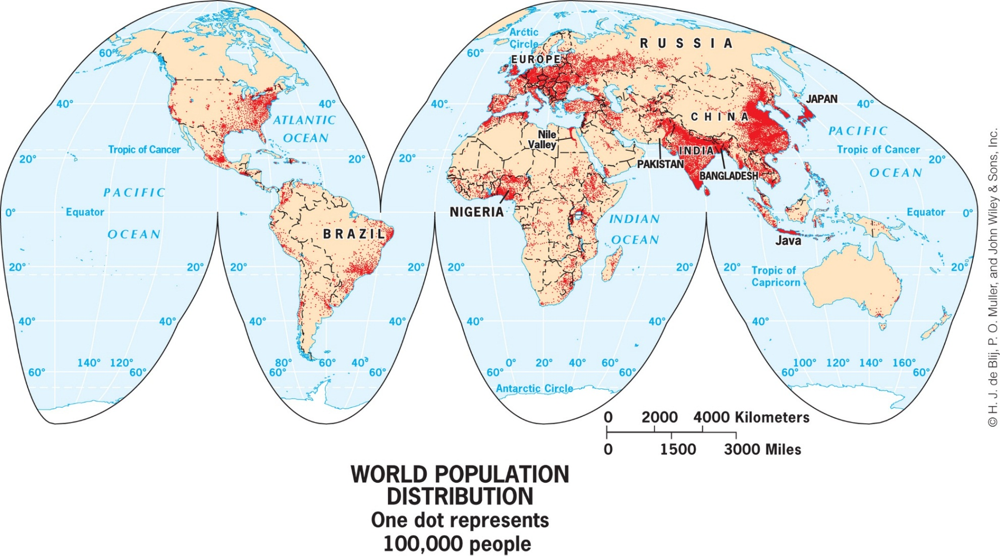 Arctic
Circle
RUSSIA
60°
60°
EUROPE
40°
40°
40°
JAPAN
40°
CHINA
ATLANTIC
OCEAN
PACIFIC
Nile
Valley
Tropic of Cancer
INDIA
Tropic of Cancer
20°
20°
20°
PAKISTAN
20°
OCEAN
BANGLADESH
PACIFIC
0°
Equator
NIGERIA
INDIAN
Equator
0°
OCEAN
BRAZIL
OCEAN
Java
20°
20°
20°
20°
20°
20°
20°
20°
Tropic of
Capricorn
40°
40°
40°
40°
40°
40°
40°
140° 120°
80° 60° 40°
0° 20° 40° 60°
100° 120° 140° 160°
60°
60°
60°
60°
60°
60°
60°
60°
Antarctic Circle
0 2000 4000 Kilometers
0 1500 3000 Miles
WORLD POPULATION
DISTRIBUTION
One dot represents
100,000 people
© H. J. de Blij, P. O. Muller, and John Wiley & Sons, Inc.